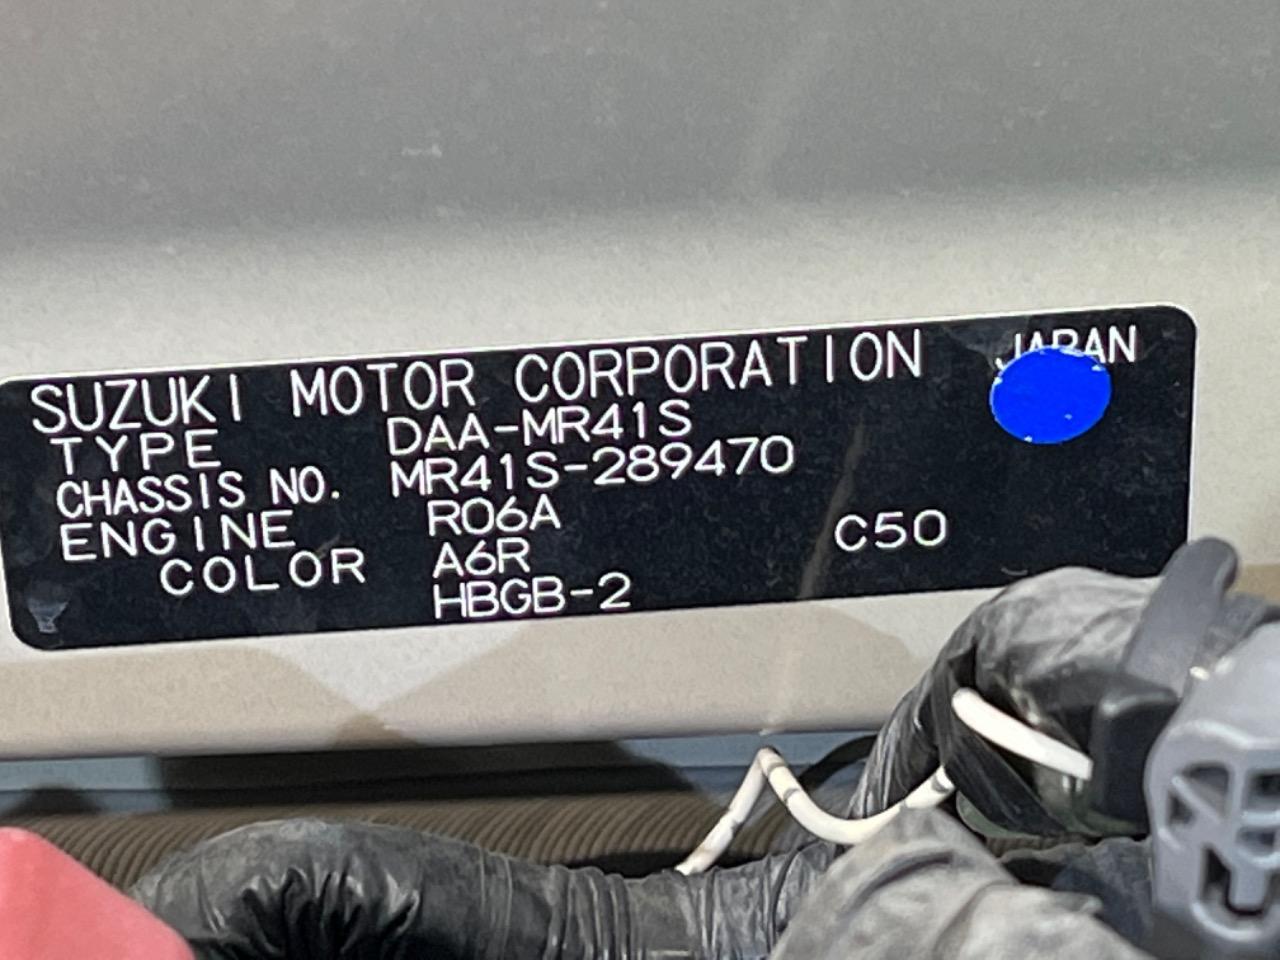 SUZUKI MOTOR CORPORATION JAPAN
TYPE DAA-MR41S
CHASSIS NO. MR41S-289470
ENGINE R06A
COLOR A6R C50
HBGB-2